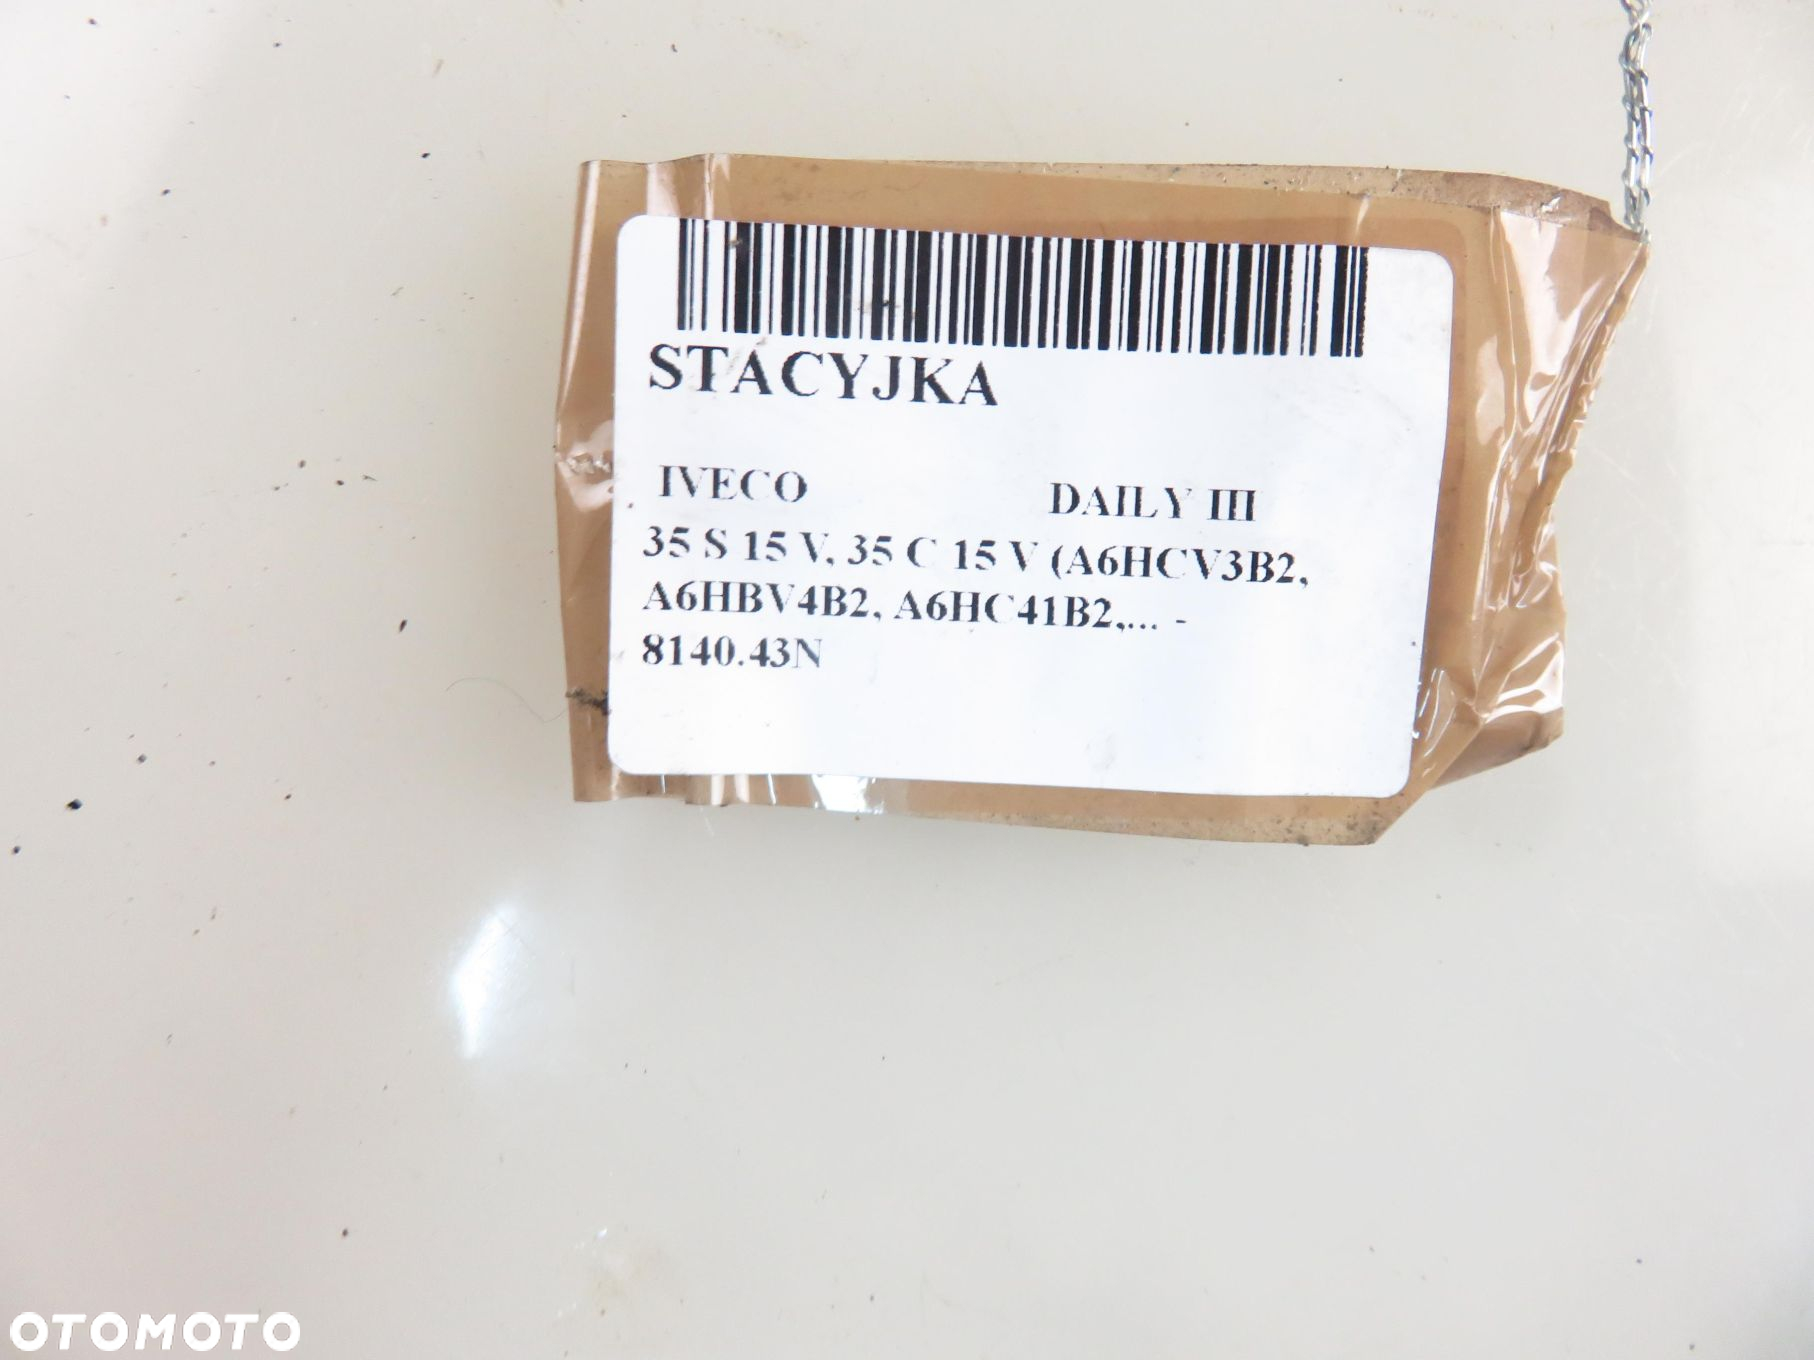 STACYJKA
IVECO DAILY III
35 S 15 V, 35 C 15 V (A6HCV3B2,
A6HBV4B2, A6HC41B2,... -
8140.43N
OTOMOTO